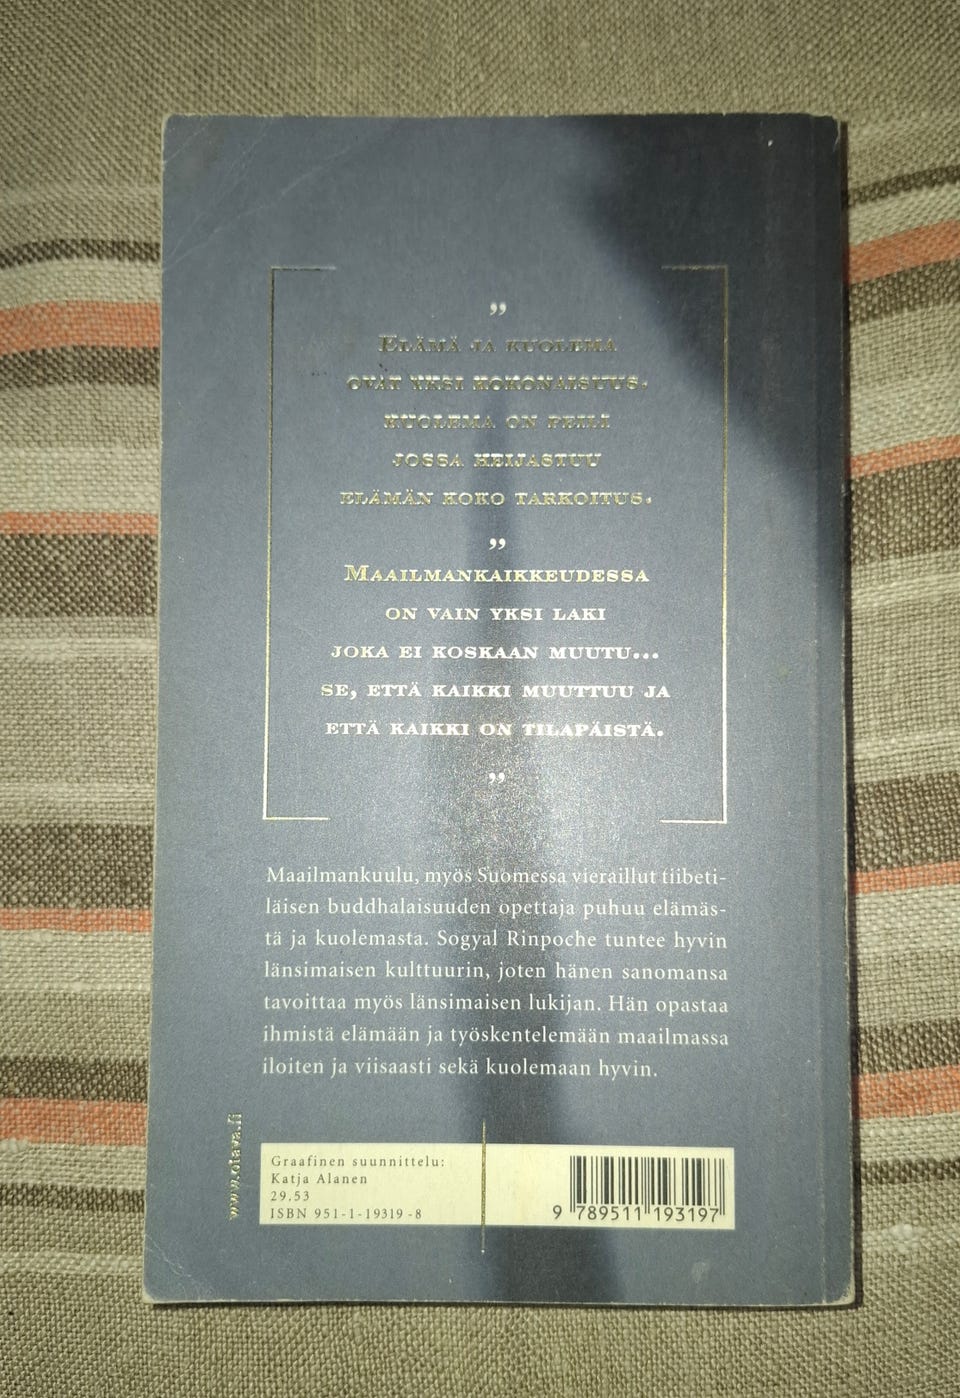 ”
ELÄMÄ JA KUOLEMA
OVAT YKSI KOKONAISUUS.
KUOLEMA ON PEILI
JOSSA HEIJASTUU
ELÄMÄN KOKO TARKOITUS.
”
MAAILMANKAIKKEUDESSA
ON VAIN YKSI LAKI
JOKA EI KOSKAAN MUUTU...
SE, ETTÄ KAIKKI MUUTTUU JA
ETTÄ KAIKKI ON TILAPÄISTÄ.
”
Maailmankuulu, myös Suomessa vieraillut tiibeti-
läisen buddhalaisuuden opettaja puhuu elämäs-
tä ja kuolemasta. Sogyal Rinpoche tuntee hyvin
länsimaisen kulttuurin, joten hänen sanomansa
tavoittaa myös länsimaisen lukijan. Hän opastaa
ihmistä elämään ja työskentelemään maailmassa
iloiten ja viisaasti sekä kuolemaan hyvin.
www.otava.fi
Graafinen suunnittelu:
Katja Alanen
29.53
ISBN 951-1-19319-8
9 789511 193197